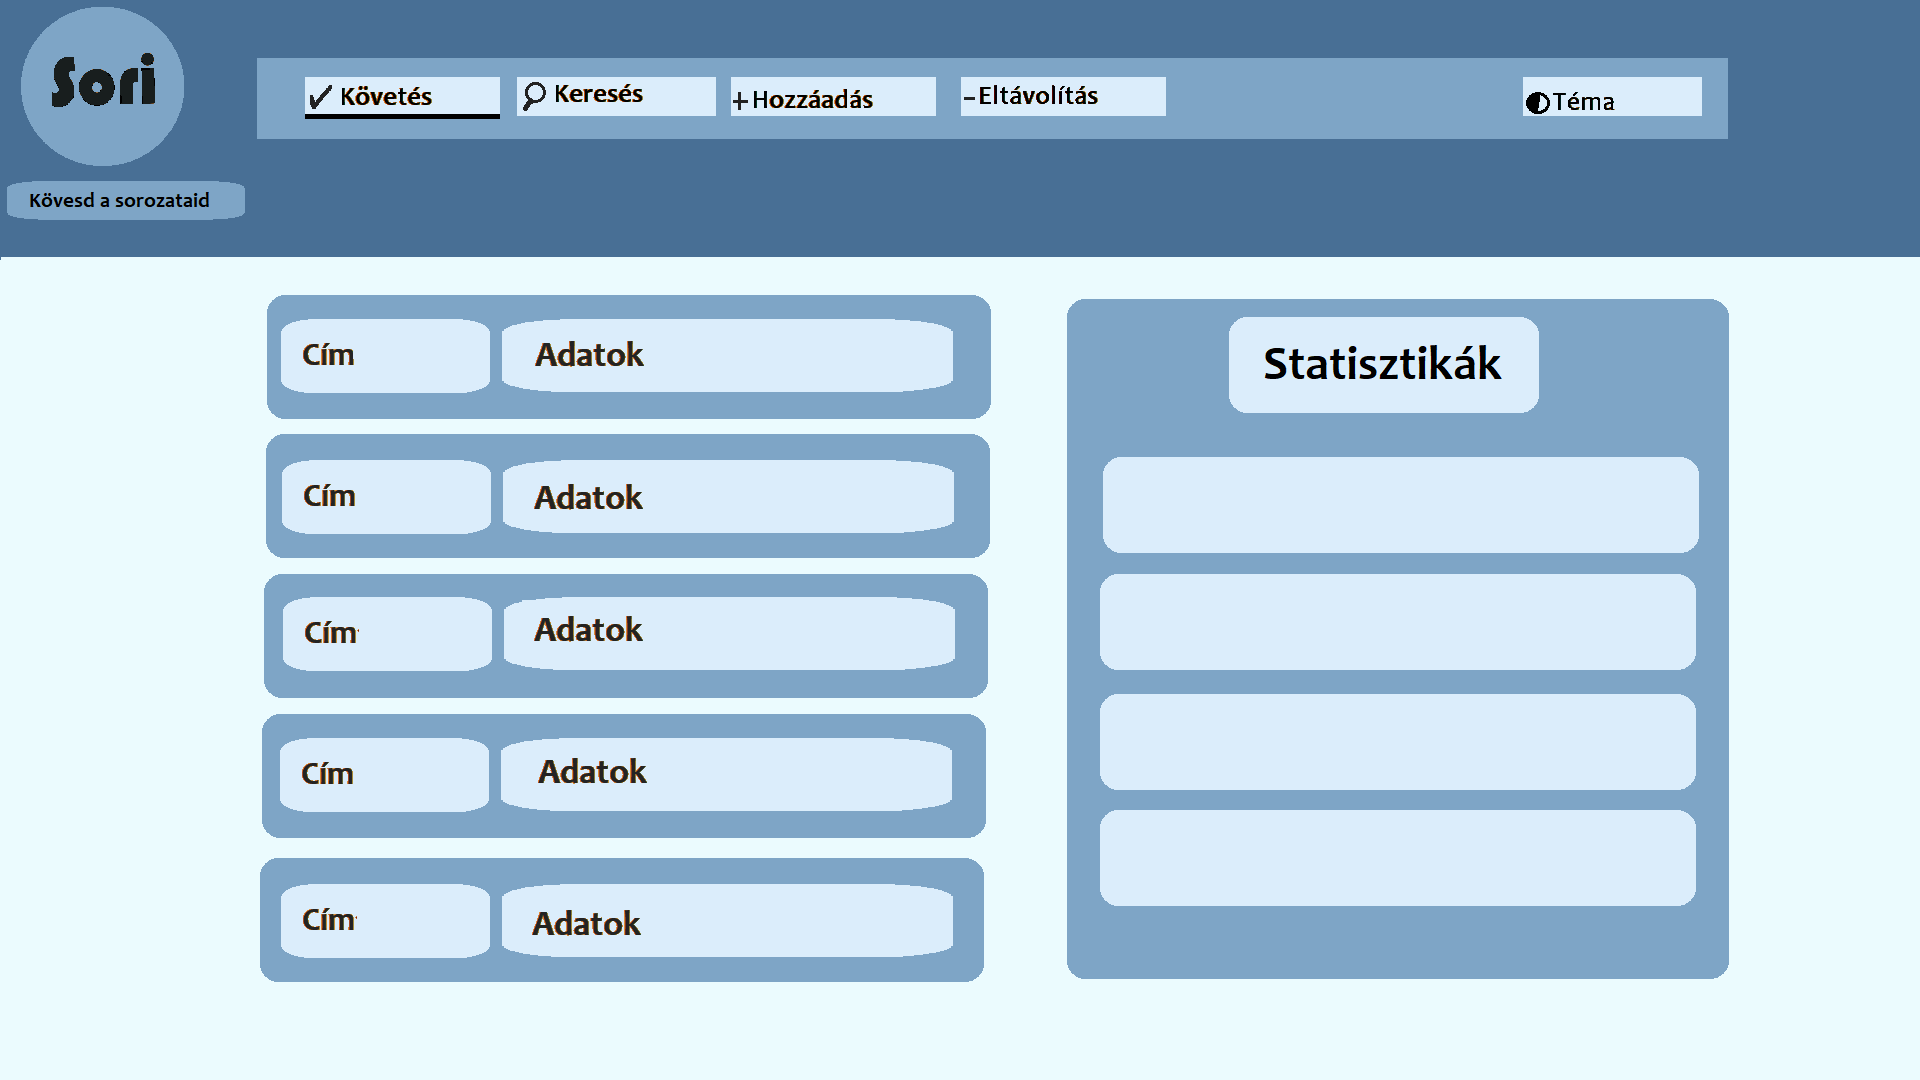 Sori
✓ Követés
Keresés
+Hozzáadás
-Eltávolítás
Téma
Kövesd a sorozataid
Cím
Adatok
Cím
Adatok
Cím
Adatok
Cím
Adatok
Cím
Adatok
Statisztikák